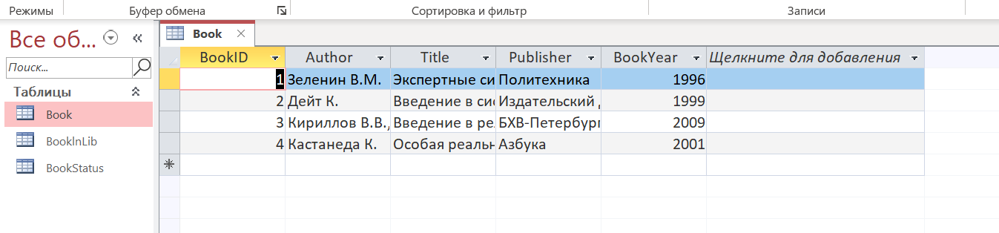 Режимы Буфер обмена Сортировка и фильтр Записи
Все об... «
Поиск...
Таблицы
Book
BookInLib
BookStatus
Book ×
BookID Author Title Publisher BookYear Щелкните для добавления
1 Зеленин В.М. Экспертные си Политехника 1996
2 Дейт К. Введение в сис Издательский 1999
3 Кириллов В.В., Введение в ре БХВ-Петербург 2009
4 Кастанеда К. Особая реальн Азбука 2001